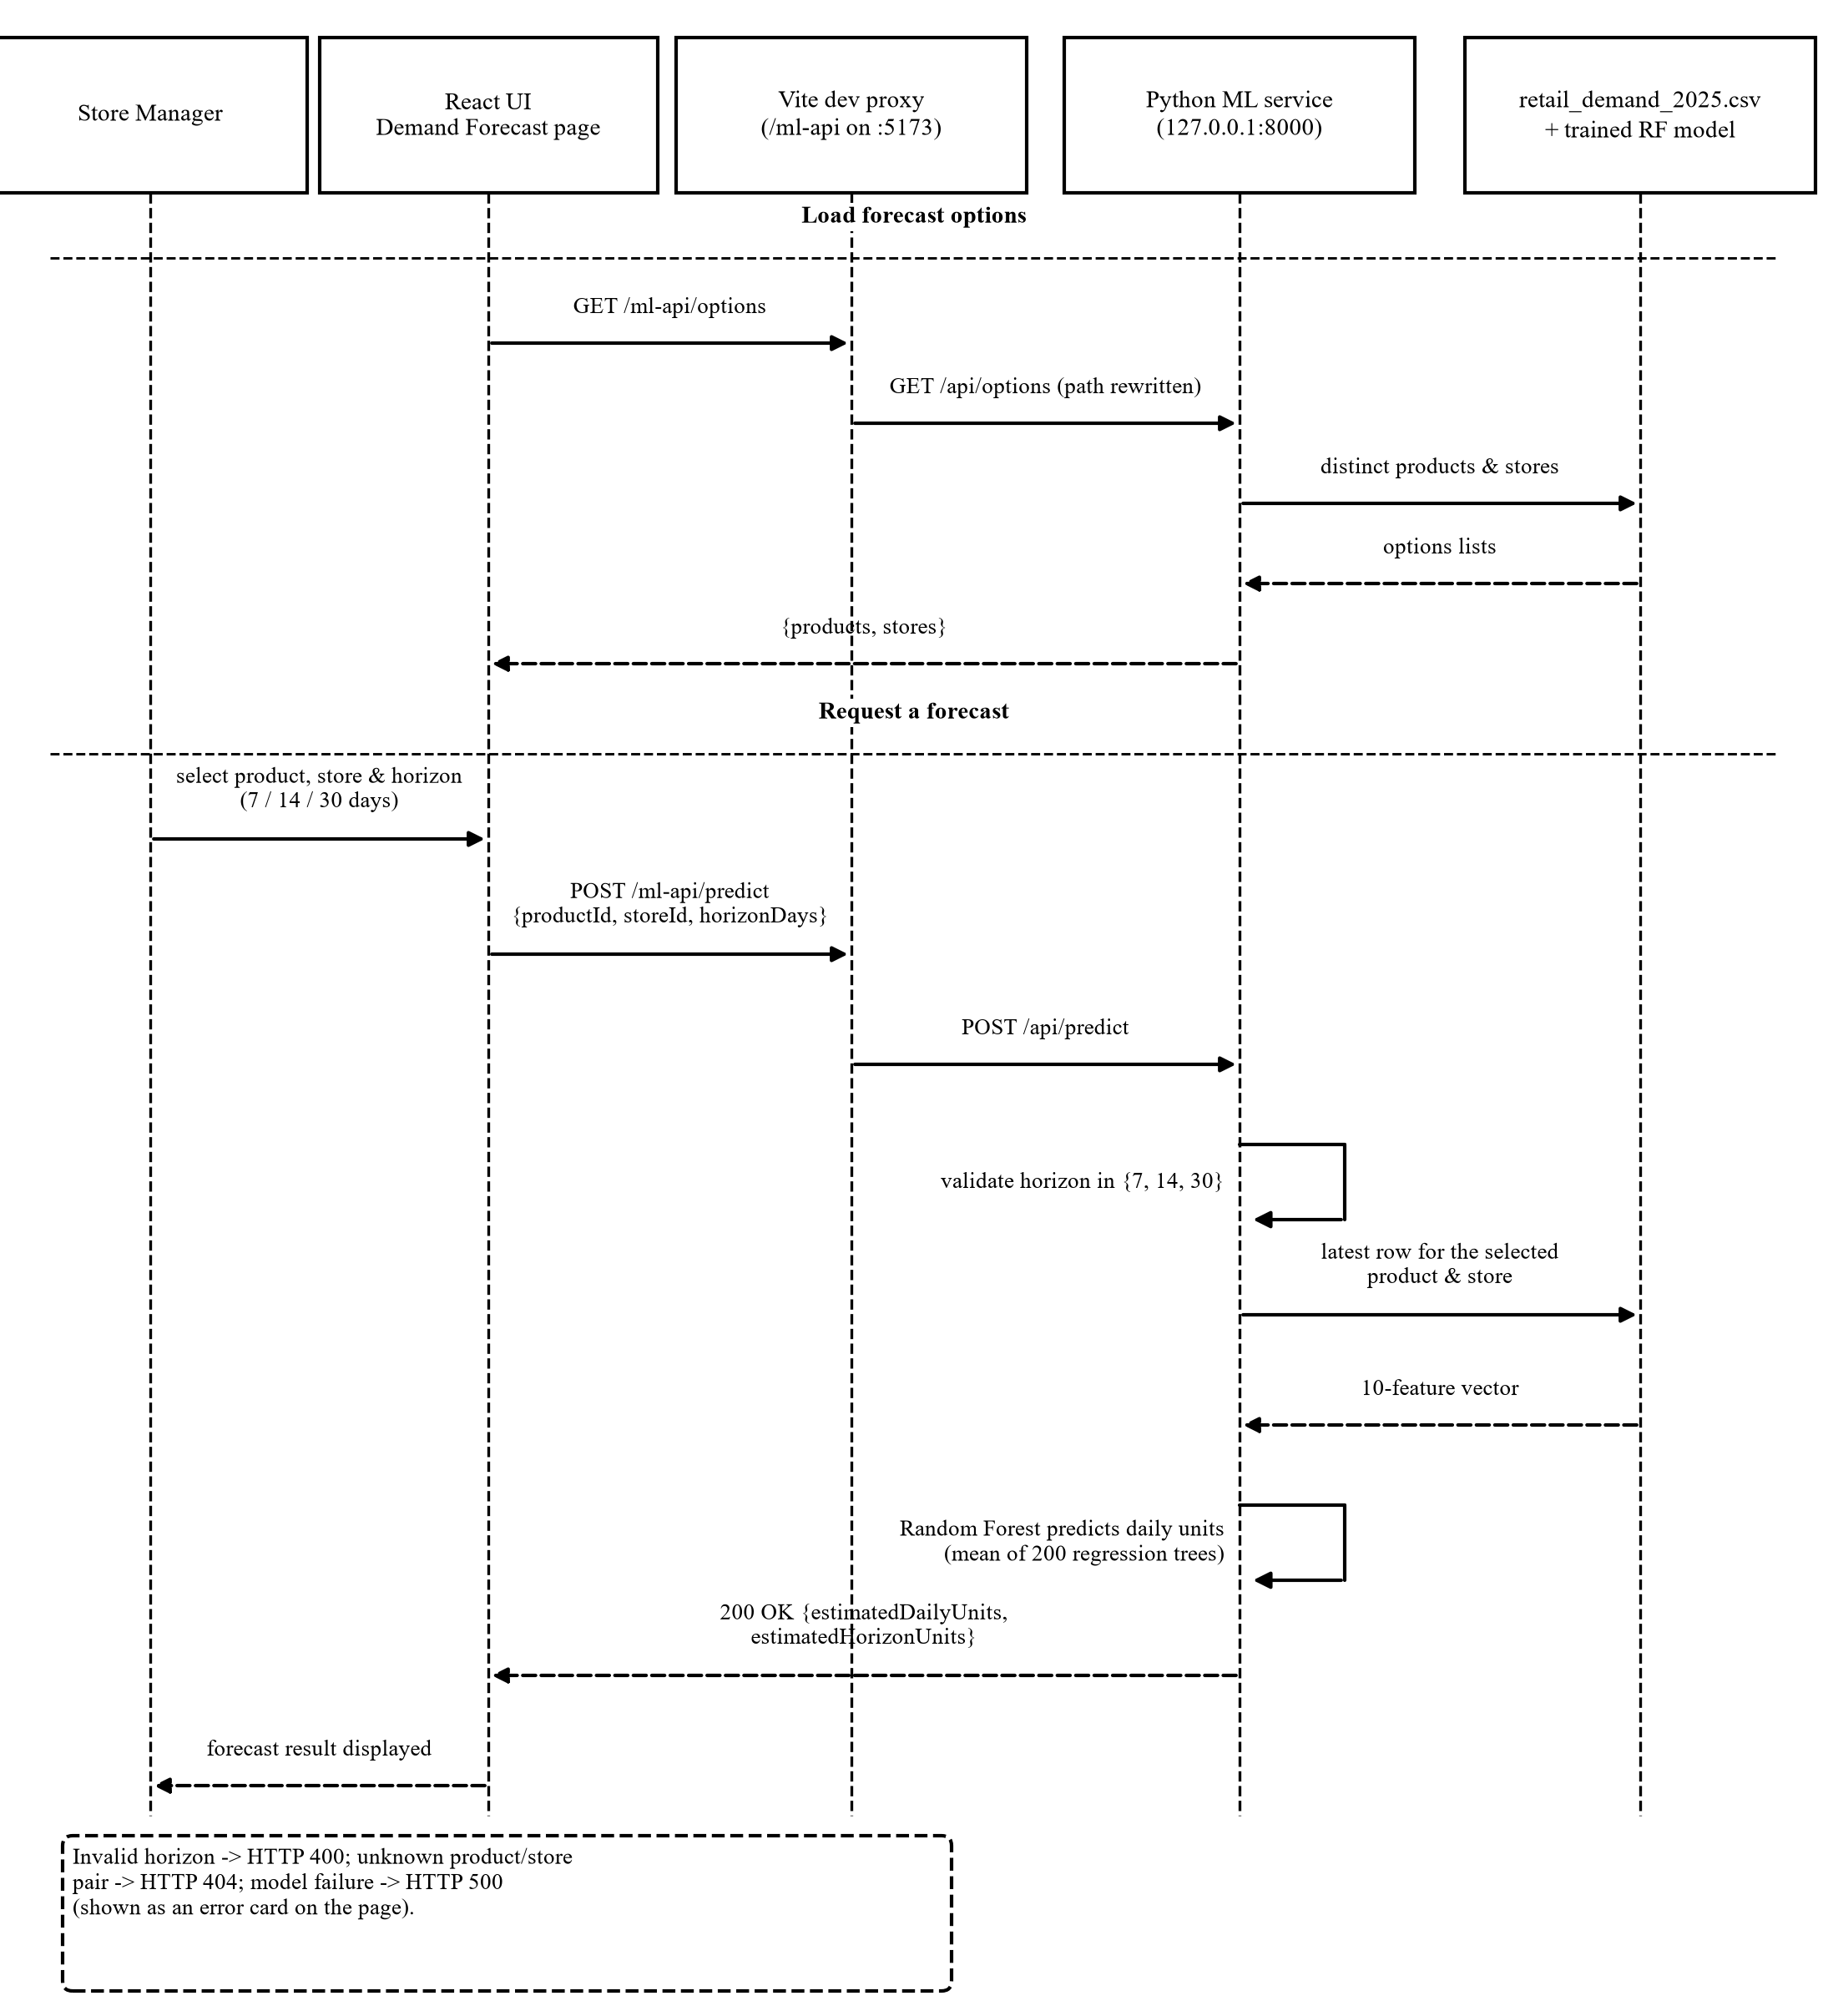 Store Manager
React UI
Demand Forecast page
Vite dev proxy
(/ml-api on :5173)
Python ML service
(127.0.0.1:8000)
retail_demand_2025.csv
+ trained RF model
Load forecast options
GET /ml-api/options
GET /api/options (path rewritten)
distinct products & stores
options lists
{products, stores}
Request a forecast
select product, store & horizon
(7 / 14 / 30 days)
POST /ml-api/predict
{productId, storeId, horizonDays}
POST /api/predict
validate horizon in {7, 14, 30}
latest row for the selected
product & store
10-feature vector
Random Forest predicts daily units
(mean of 200 regression trees)
200 OK {estimatedDailyUnits,
estimatedHorizonUnits}
forecast result displayed
Invalid horizon -> HTTP 400; unknown product/store
pair -> HTTP 404; model failure -> HTTP 500
(shown as an error card on the page).